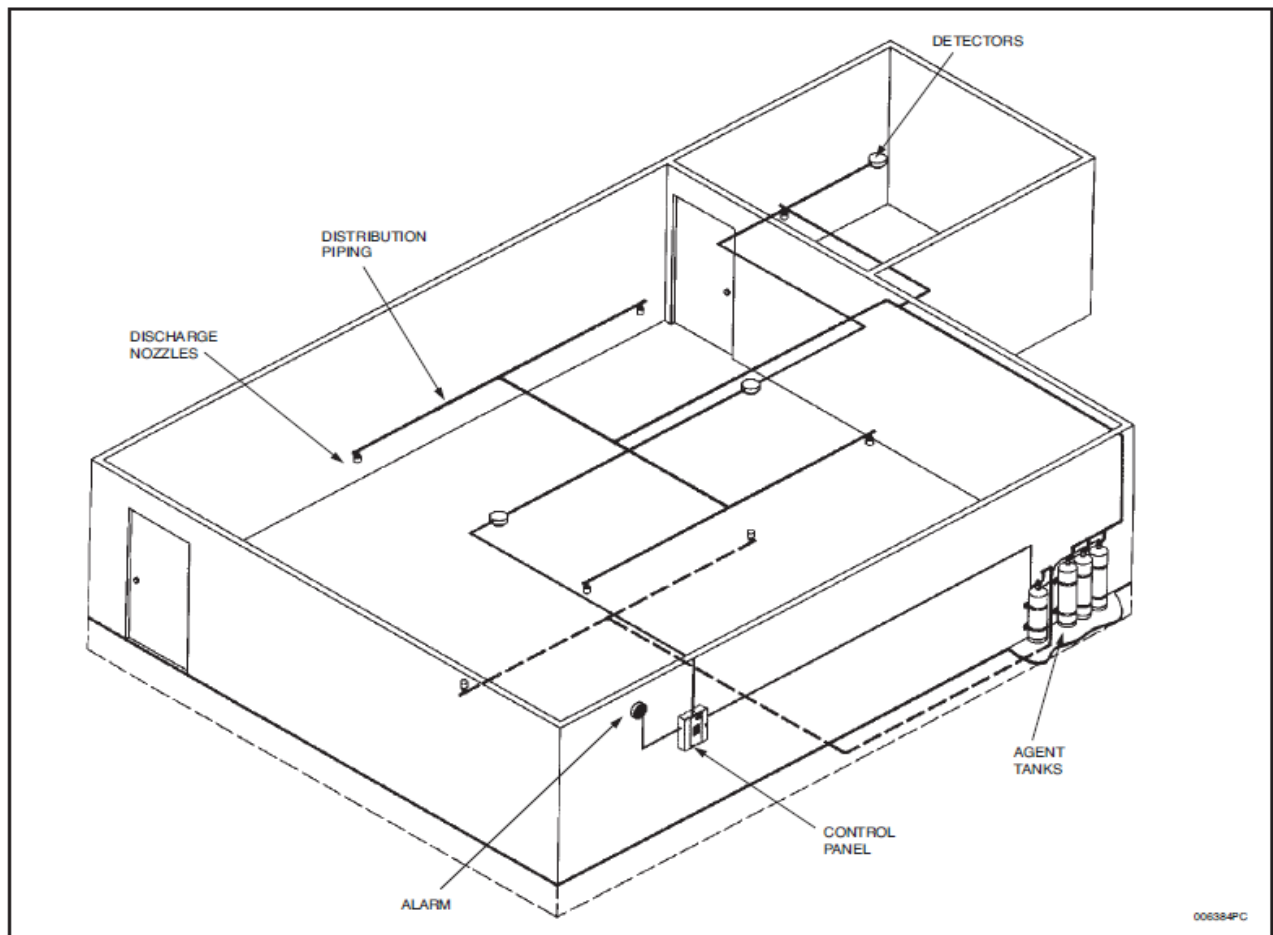 DETECTORS
DISTRIBUTION
PIPING
DISCHARGE
NOZZLES
AGENT
TANKS
CONTROL
PANEL
ALARM
006384PC